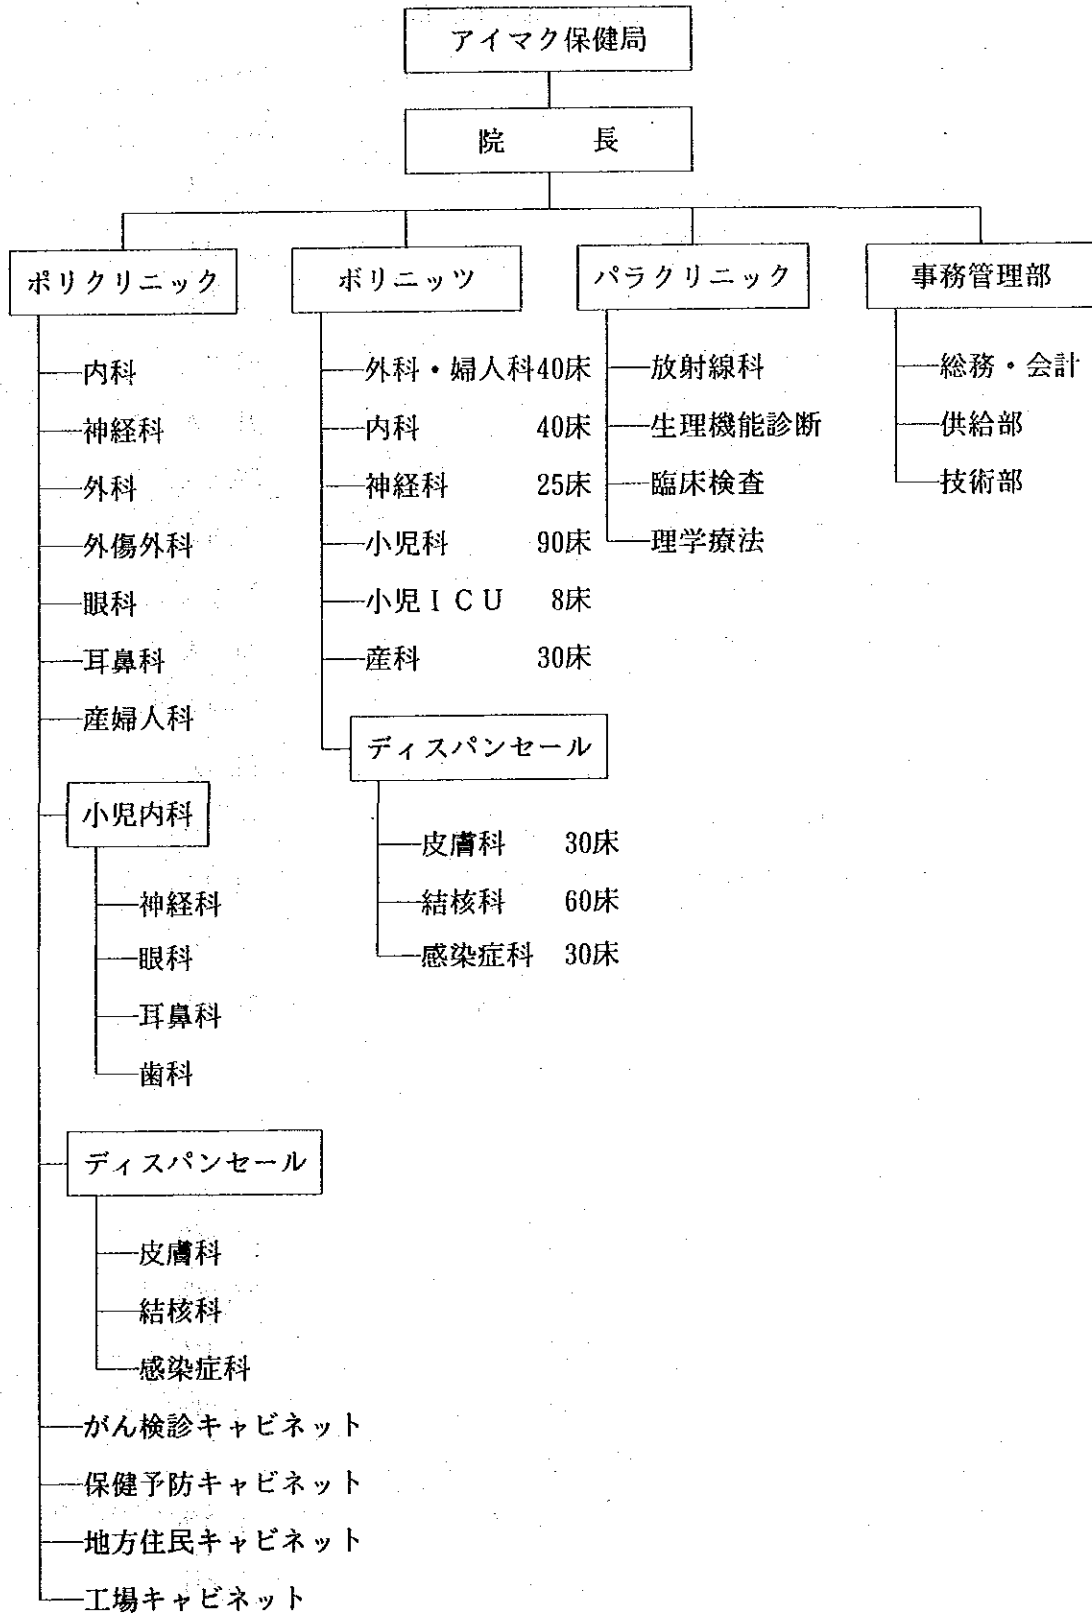 アイマク保健局
院　　長
ポリクリニック
内科
神経科
外科
外傷外科
眼科
耳鼻科
産婦人科
小児内科
神経科
眼科
耳鼻科
歯科
ディスパンセール
皮膚科
結核科
感染症科
がん検診キャビネット
保健予防キャビネット
地方住民キャビネット
工場キャビネット
ボリニッツ
外科・婦人科40床
内科 40床
神経科 25床
小児科 90床
小児ＩＣＵ 8床
産科 30床
ディスパンセール
皮膚科 30床
結核科 60床
感染症科 30床
パラクリニック
放射線科
生理機能診断
臨床検査
理学療法
事務管理部
総務・会計
供給部
技術部